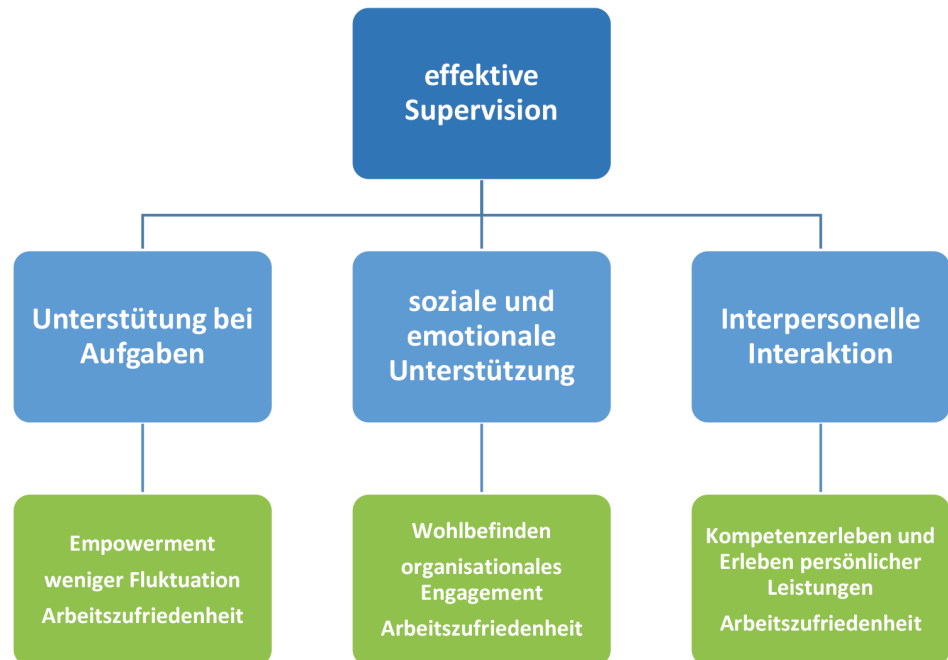 effektive
Supervision
Unterstütung bei
Aufgaben
soziale und
emotionale
Unterstützung
Interpersonelle
Interaktion
Empowerment
weniger Fluktuation
Arbeitszufriedenheit
Wohlbefinden
organisationales
Engagement
Arbeitszufriedenheit
Kompetenzerleben und
Erleben persönlicher
Leistungen
Arbeitszufriedenheit